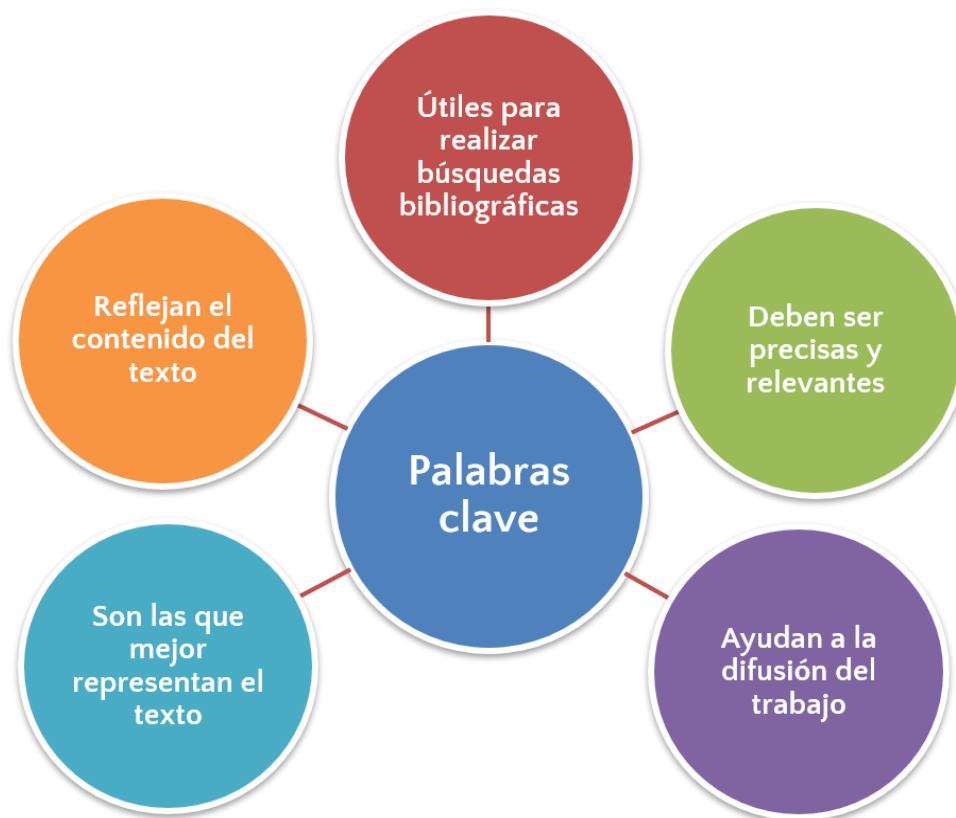 Útiles para
realizar
búsquedas
bibliográficas
Reflejan el
contenido del
texto
Deben ser
precisas y
relevantes
Palabras
clave
Son las que
mejor
representan el
texto
Ayudan a la
difusión del
trabajo